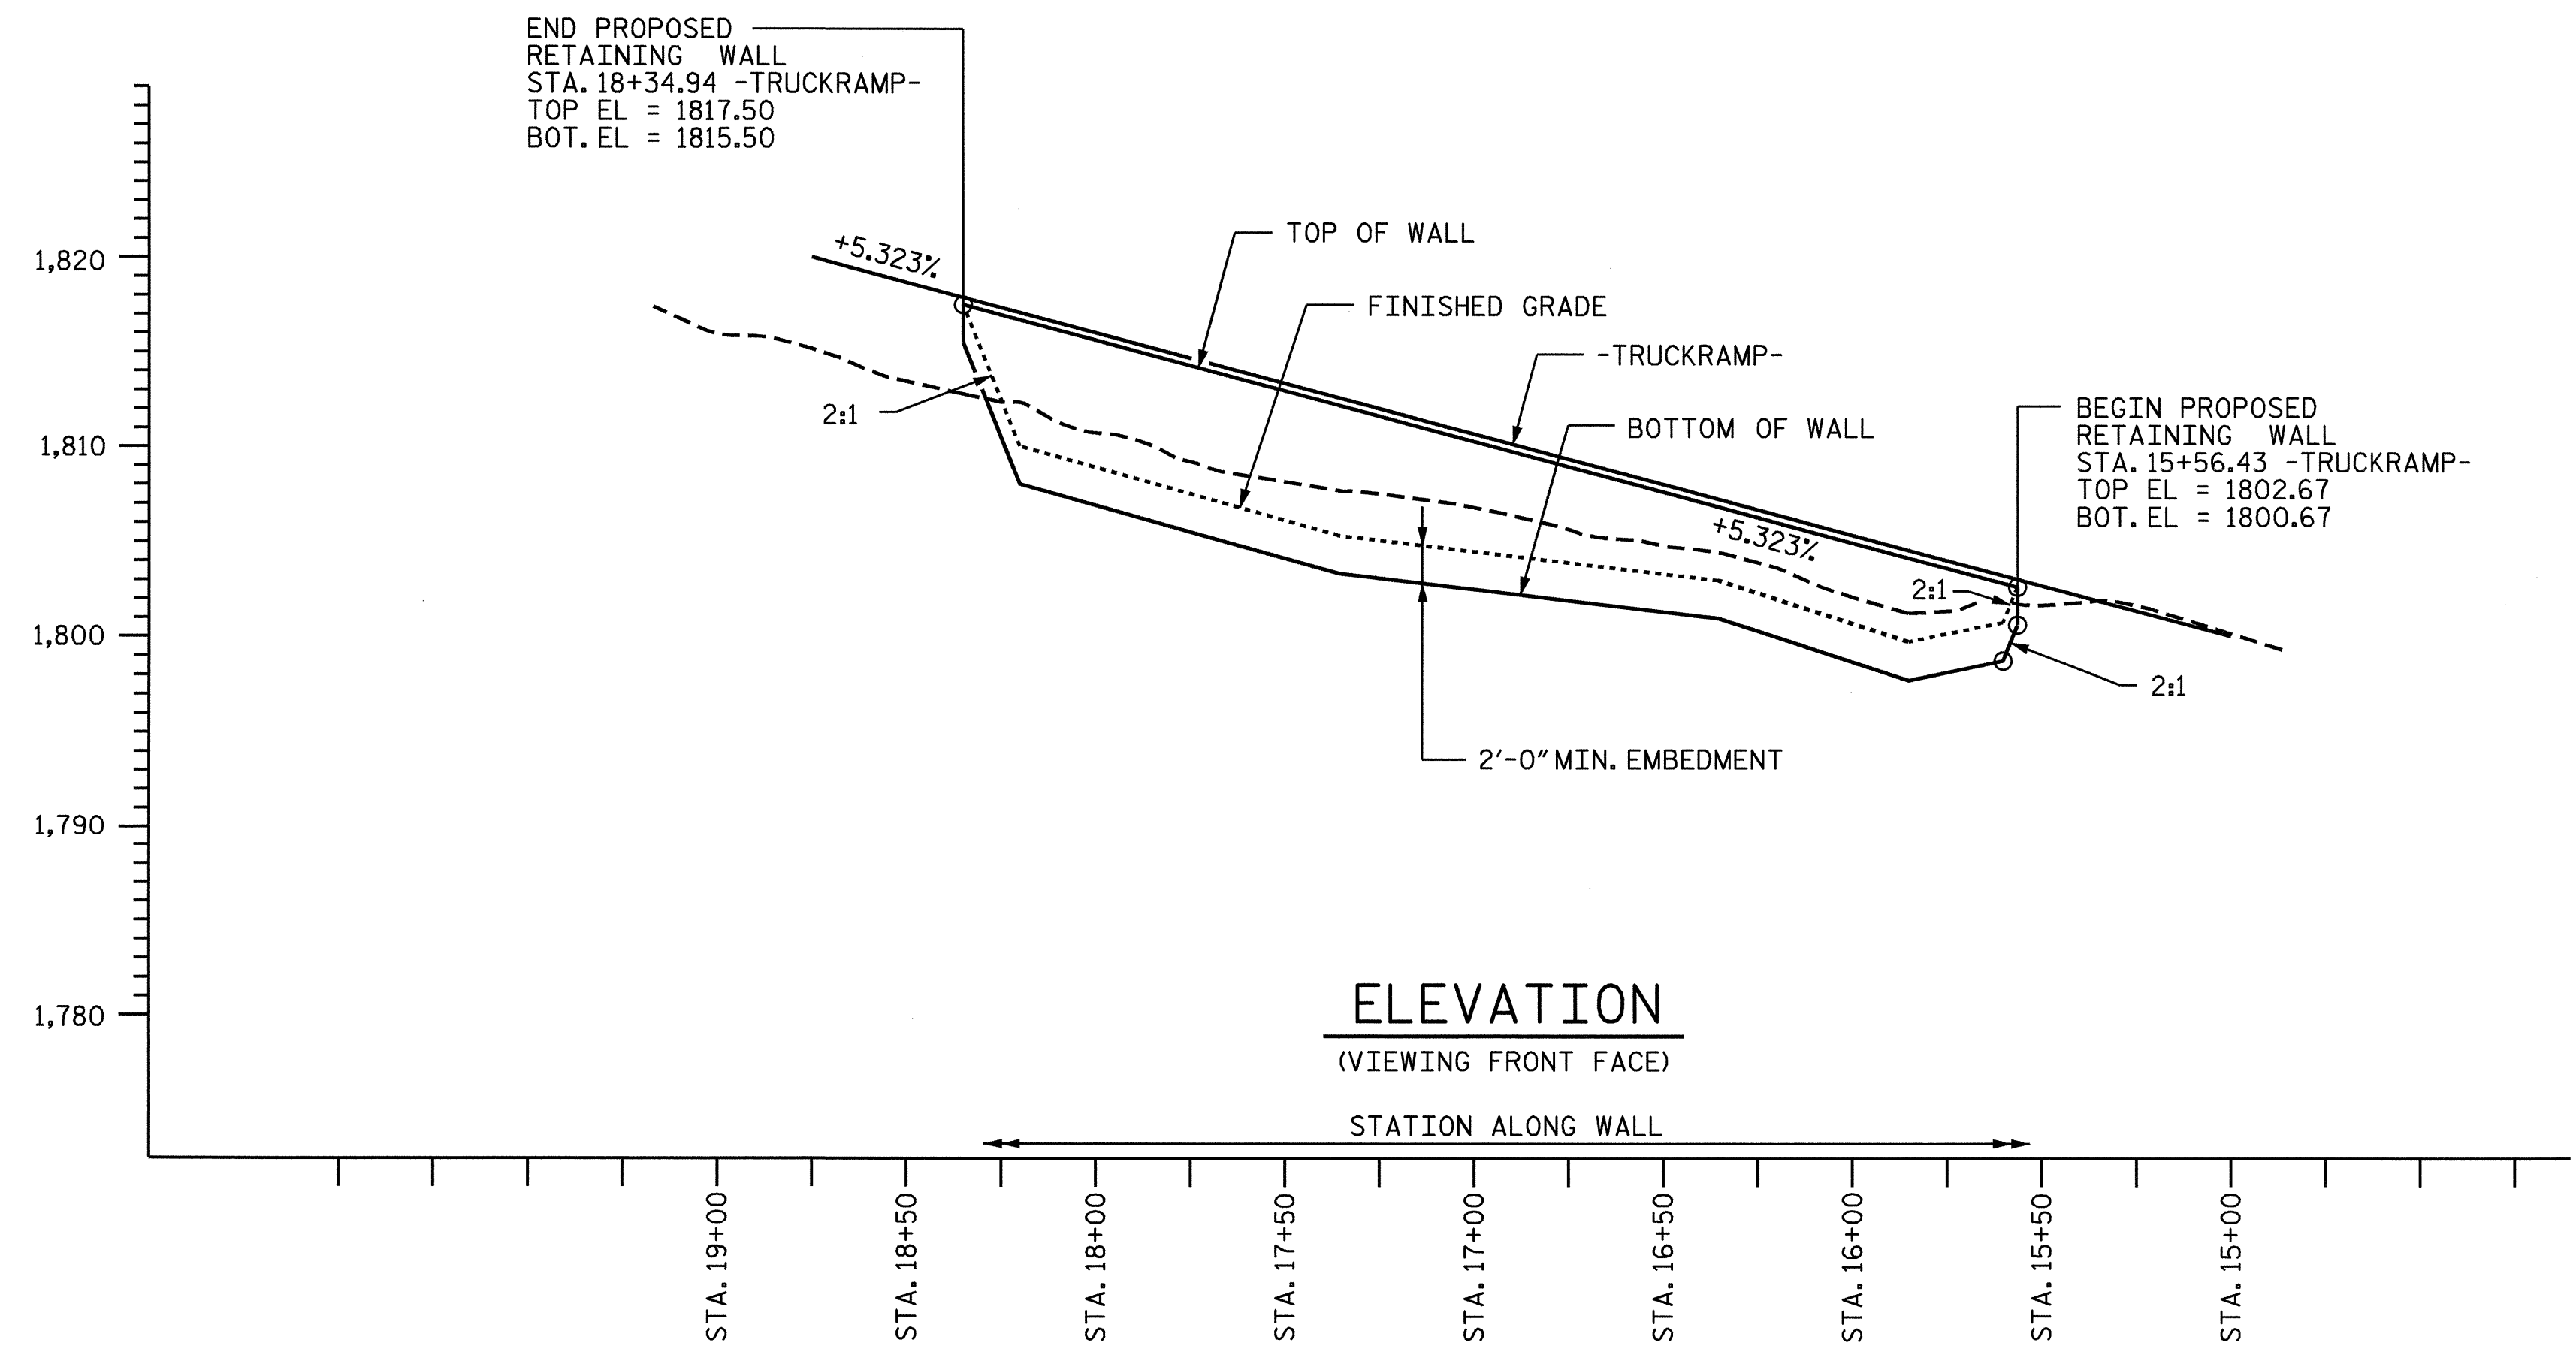 END PROPOSED
RETAINING WALL
STA. 18+34.94 -TRUCKRAMP-
TOP EL = 1817.50
BOT. EL = 1815.50
1,820
1,810
1,800
1,790
1,780
+5.323%
TOP OF WALL
FINISHED GRADE
-TRUCKRAMP-
BOTTOM OF WALL
2:1
BEGIN PROPOSED
RETAINING WALL
STA. 15+56.43 -TRUCKRAMP-
TOP EL = 1802.67
BOT. EL = 1800.67
+5.323%
2:1
2:1
2'-0" MIN. EMBEDMENT
ELEVATION
(VIEWING FRONT FACE)
STATION ALONG WALL
STA. 19+00
STA. 18+50
STA. 18+00
STA. 17+50
STA. 17+00
STA. 16+50
STA. 16+00
STA. 15+50
STA. 15+00